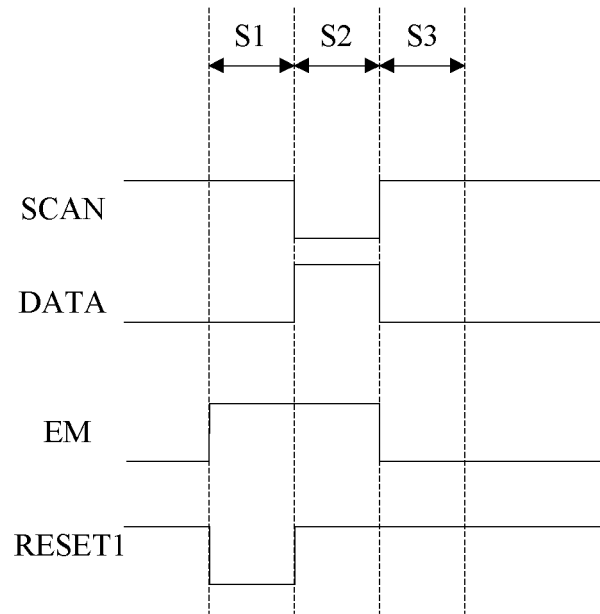 S1 S2 S3
SCAN
DATA
EM
RESET1